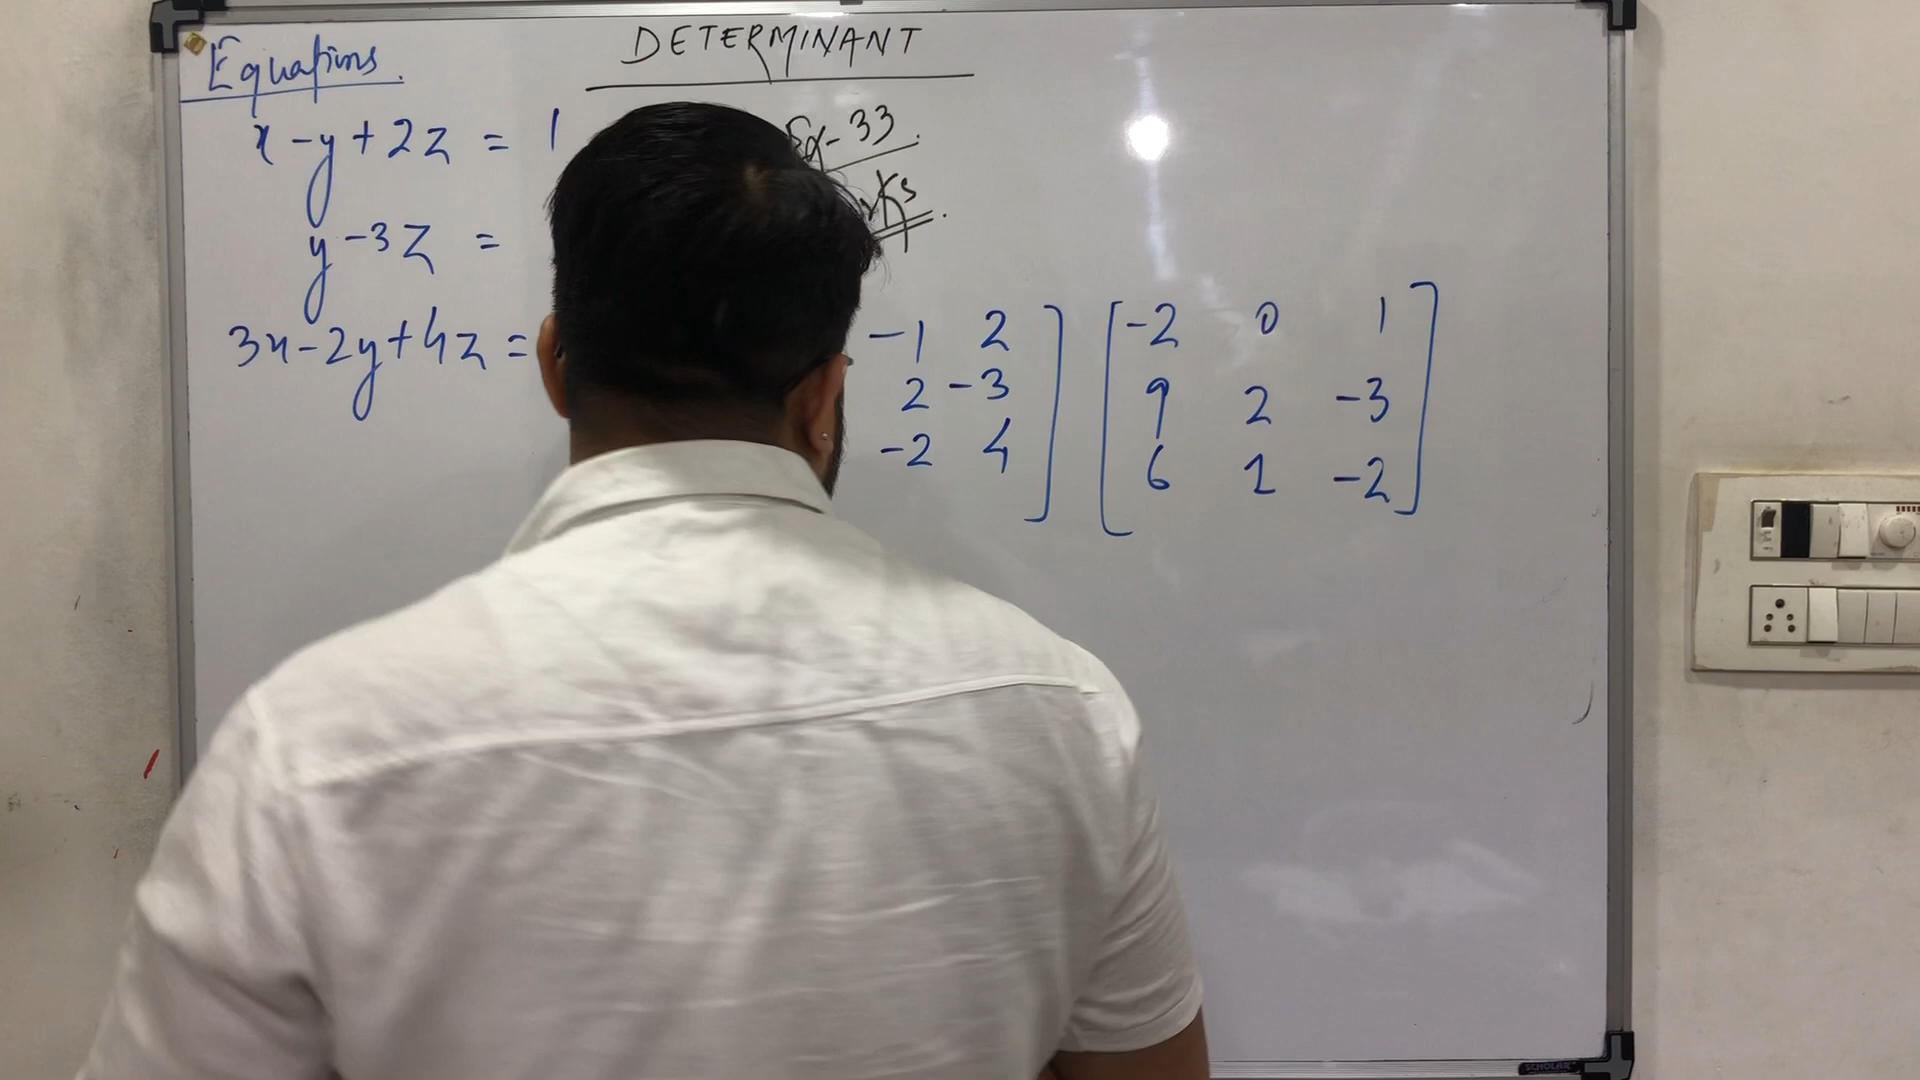 Equations.
DETERMINANT
x - y + 2z = 1
Ex-33.
y - 3z =
3x - 2y + 4z =
-1 2 ] [ -2 0 1 ]
2 -3 9 2 -3
-2 4 6 1 -2
SCHOLAR